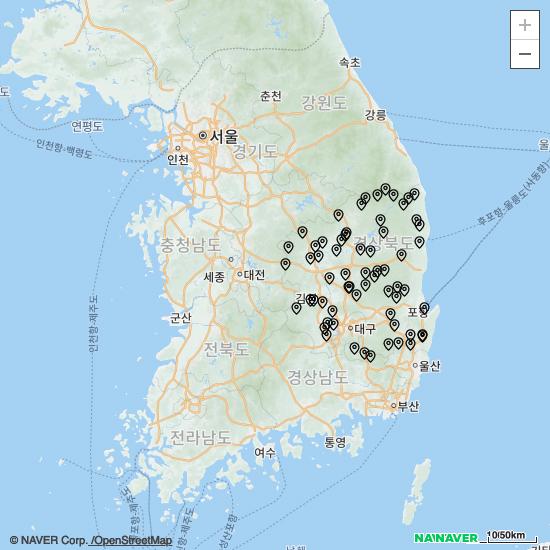 +
−
속초
춘천
강원도
강릉
도
연평도
서울
울
인천
경기도
인천항-백령도
후포항-울릉도(사동항)
충청남도
경상북도
세종
대전
인천항-제주도
군산
포항
대구
전라북도
경상남도
울산
부산
전라남도
통영
여수
© NAVER Corp. /OpenStreetMap
NAVER
10/50km